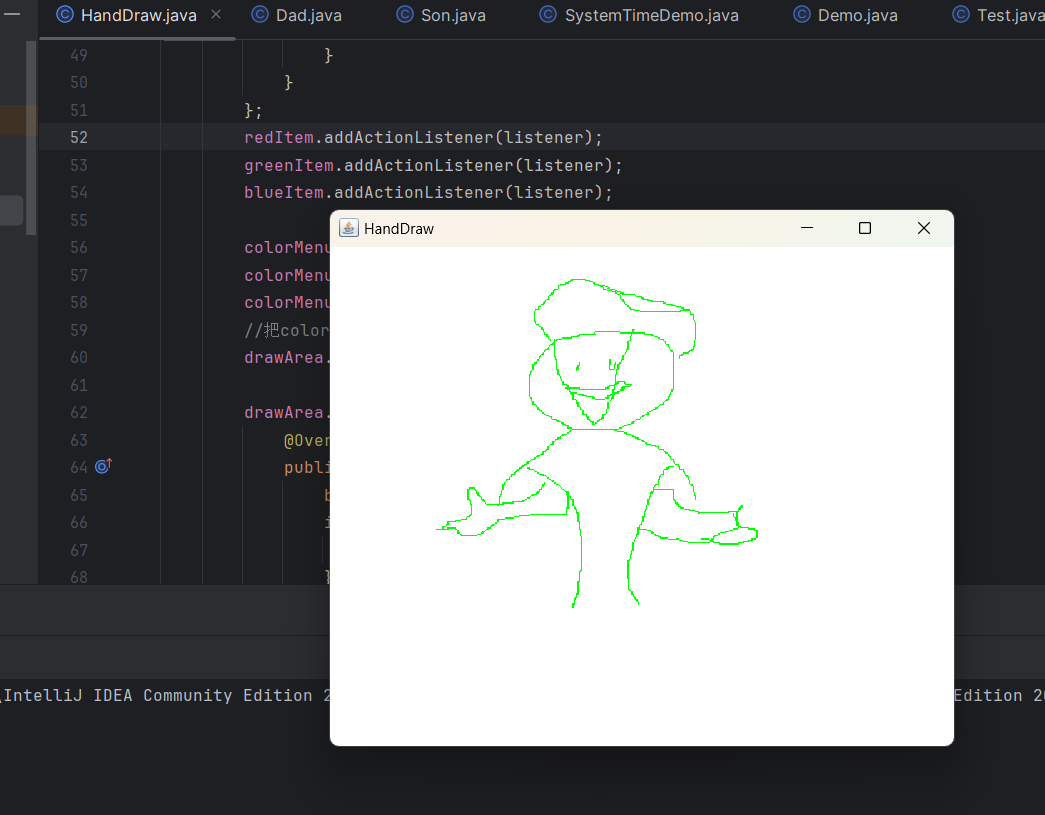 HandDraw.java Dad.java Son.java SystemTimeDemo.java Demo.java Test.java
49 }
50 }
51 };
52 redItem.addActionListener(listener);
53 greenItem.addActionListener(listener);
54 blueItem.addActionListener(listener);
55
HandDraw
56 colorMenu
57 colorMenu
58 colorMenu
59 //把color
60 drawArea.
61
62 drawArea.
63 @Over
64 publi
65 b
66 i
67
68 }
\IntelliJ IDEA Community Edition 2 Edition 20